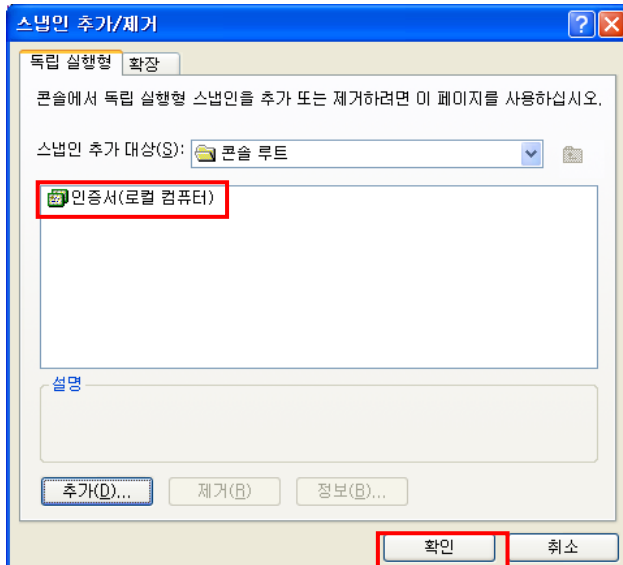 스냅인 추가/제거
독립 실행형 확장
콘솔에서 독립 실행형 스냅인을 추가 또는 제거하려면 이 페이지를 사용하십시오.
스냅인 추가 대상(S): 콘솔 루트
인증서(로컬 컴퓨터)
설명
추가(D)... 제거(R) 정보(B)...
확인 취소